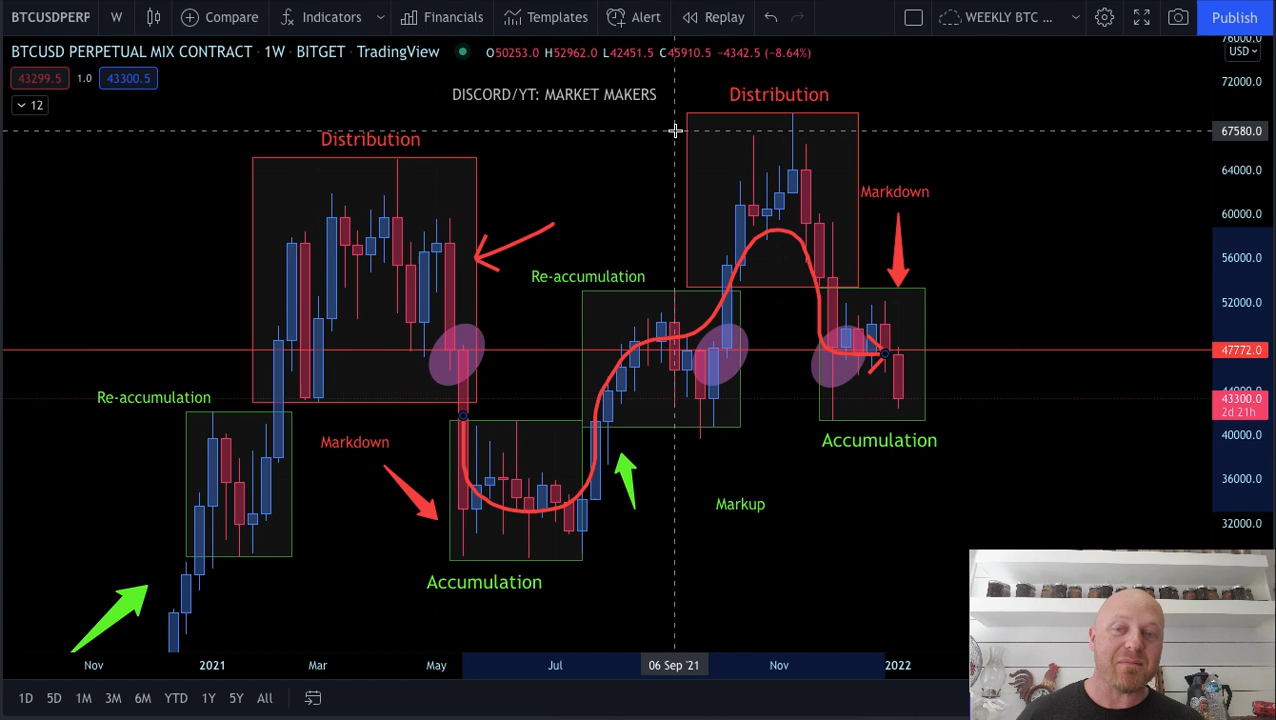 BTCUSDPERP W Compare Indicators Financials Templates Alert Replay WEEKLY BTC ... Publish
BTCUSD PERPETUAL MIX CONTRACT · 1W · BITGET · TradingView O50253.0 H52962.0 L42451.5 C45910.5 -4342.5 (-8.64%)
43299.5 1.0 43300.5
12
DISCORD/YT: MARKET MAKERS
Distribution
Distribution
Markdown
Re-accumulation
Re-accumulation
Markdown
Accumulation
Markup
Accumulation
76000.0
USD
72000.0
67580.0
64000.0
60000.0
56000.0
52000.0
47772.0
44000.0
43300.0
2d 21h
40000.0
36000.0
32000.0
Nov 2021 Mar May Jul 06 Sep '21 Nov 2022
1D 5D 1M 3M 6M YTD 1Y 5Y All